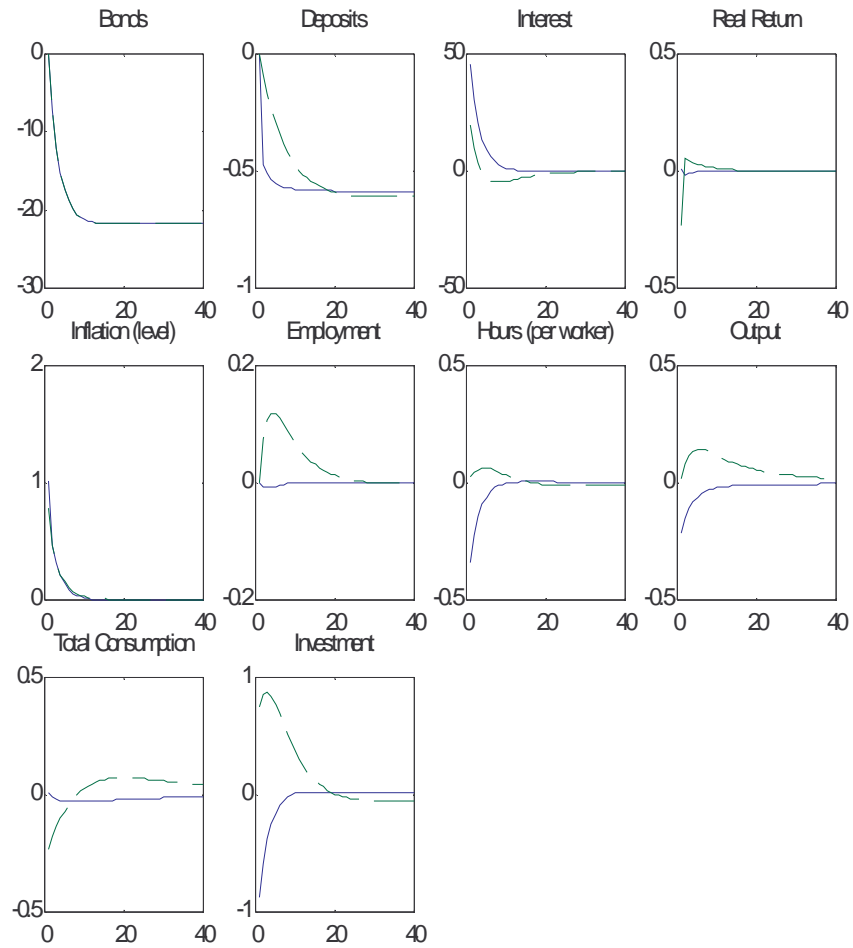 Bonds
Deposits
Interest
Real Return
0
-10
-20
-30
0 20 40
0
-0.5
-1
0 20 40
50
0
-50
0 20 40
0.5
0
-0.5
0 20 40
Inflation (level)
Employment
Hours (per worker)
Output
2
1
0
0 20 40
0.2
0
-0.2
0 20 40
0.5
0
-0.5
0 20 40
0.5
0
-0.5
0 20 40
Total Consumption
Investment
0.5
0
-0.5
0 20 40
1
0
-1
0 20 40